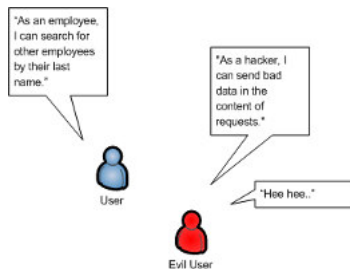 "As an employee,
I can search for
other employees
by their last
name."
"As a hacker, I
can send bad
data in the
content of
requests."
"Hee hee.."
User
Evil User